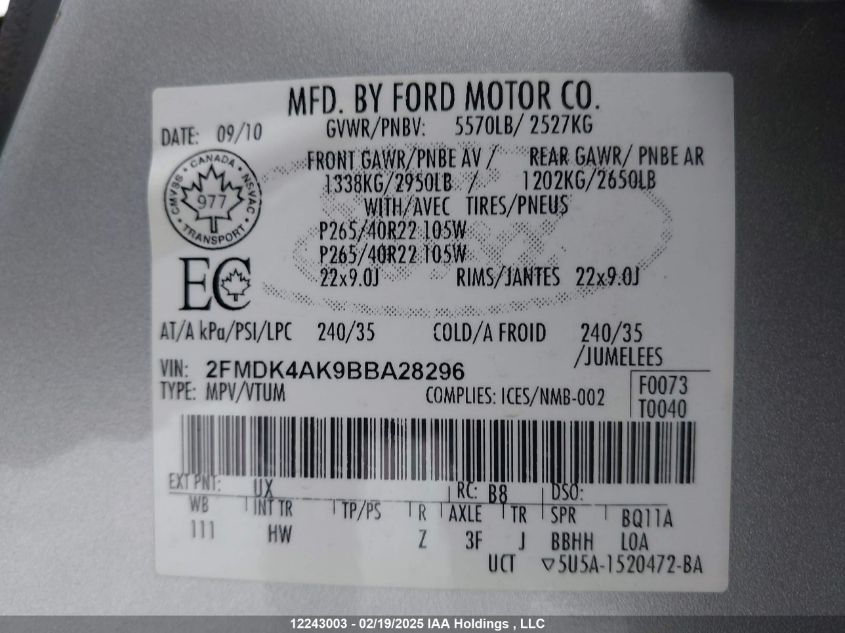 MFD. BY FORD MOTOR CO.
DATE: 09/10 GVWR/PNBV: 5570LB/ 2527KG
FRONT GAWR/PNBE AV / REAR GAWR/ PNBE AR
1338KG/2950LB / 1202KG/2650LB
WITH/AVEC TIRES/PNEUS
P265/40R22 105W
P265/40R22 105W
22x9.0J RIMS/JANTES 22x9.0J
CANADA
CMVSS NSVAC
977
TRANSPORT
EC
AT/A kPa/PSI/LPC 240/35 COLD/A FROID 240/35
/JUMELEES
VIN: 2FMDK4AK9BBA28296
TYPE: MPV/VTUM COMPLIES: ICES/NMB-002
F0073
T0040
EXT PNT: UX RC: B8 DSO:
WB INT TR TP/PS R AXLE TR SPR BQ11A
111 HW Z 3F J BBHH LOA
UCT ▽5U5A-1520472-BA
12243003 - 02/19/2025 IAA Holdings , LLC